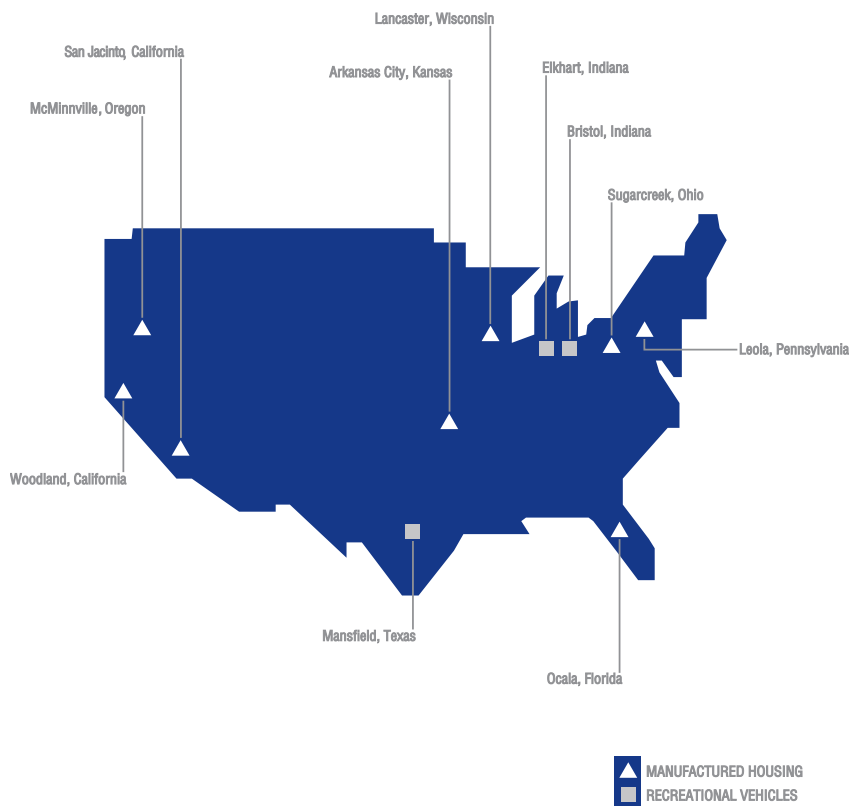 Lancaster, Wisconsin
San Jacinto, California
Elkhart, Indiana
Arkansas City, Kansas
McMinnville, Oregon
Bristol, Indiana
Sugarcreek, Ohio
Leola, Pennsylvania
Woodland, California
Mansfield, Texas
Ocala, Florida
MANUFACTURED HOUSING
RECREATIONAL VEHICLES